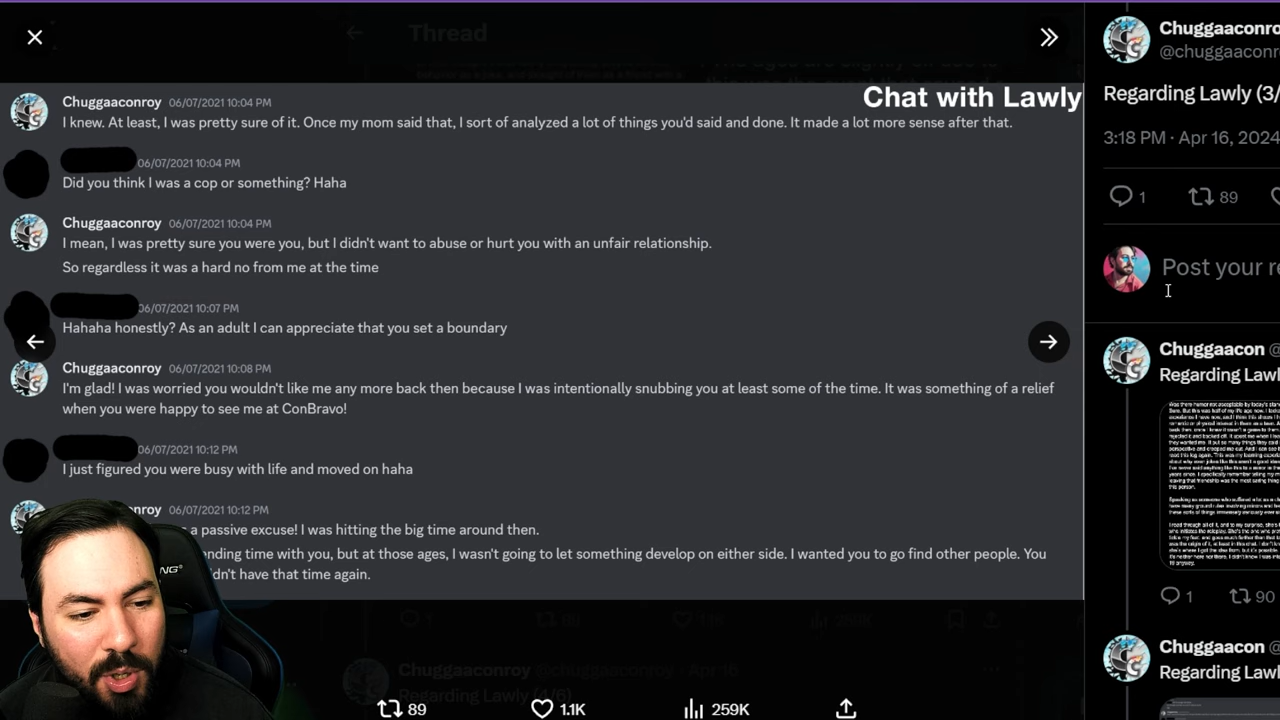 Thread
Chat with Lawly
Chuggaaconroy 06/07/2021 10:04 PM
I knew. At least, I was pretty sure of it. Once my mom said that, I sort of analyzed a lot of things you'd said and done. It made a lot more sense after that.
06/07/2021 10:04 PM
Did you think I was a cop or something? Haha
Chuggaaconroy 06/07/2021 10:04 PM
I mean, I was pretty sure you were you, but I didn't want to abuse or hurt you with an unfair relationship.
So regardless it was a hard no from me at the time
06/07/2021 10:07 PM
Hahaha honestly? As an adult I can appreciate that you set a boundary
Chuggaaconroy 06/07/2021 10:08 PM
I'm glad! I was worried you wouldn't like me any more back then because I was intentionally snubbing you at least some of the time. It was something of a relief
when you were happy to see me at ConBravo!
06/07/2021 10:12 PM
I just figured you were busy with life and moved on haha
onroy 06/07/2021 10:12 PM
a passive excuse! I was hitting the big time around then.
nding time with you, but at those ages, I wasn't going to let something develop on either side. I wanted you to go find other people. You
dn't have that time again.
Chuggaaconroy @chuggaaconroy · Apr 16
Regarding Lawly (4/6)
89 1.1K 259K
Chuggaaconro
@chuggaaconr
Regarding Lawly (3/
3:18 PM · Apr 16, 2024
1 89
Post your re
Chuggaacon @
Regarding Lawl
1 90
Chuggaacon @
Regarding Lawl